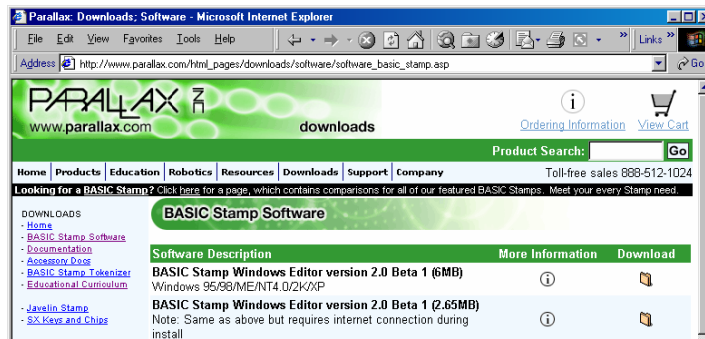 Parallax: Downloads; Software - Microsoft Internet Explorer
File Edit View Favorites Tools Help Links »
Address http://www.parallax.com/html_pages/downloads/software/software_basic_stamp.asp Go
PARALLAX INC
www.parallax.com downloads Ordering Information View Cart
Product Search: Go
Home Products Education Robotics Resources Downloads Support Company Toll-free sales 888-512-1024
Looking for a BASIC Stamp? Click here for a page, which contains comparisons for all of our featured BASIC Stamps. Meet your every Stamp need.
DOWNLOADS
- Home
- BASIC Stamp Software
- Documentation
- Accessory Docs
- BASIC Stamp Tokenizer
- Educational Curriculum
- Javelin Stamp
- SX Keys and Chips
BASIC Stamp Software
Software Description More Information Download
BASIC Stamp Windows Editor version 2.0 Beta 1 (6MB)
Windows 95/98/ME/NT4.0/2K/XP
BASIC Stamp Windows Editor version 2.0 Beta 1 (2.65MB)
Note: Same as above but requires internet connection during
install